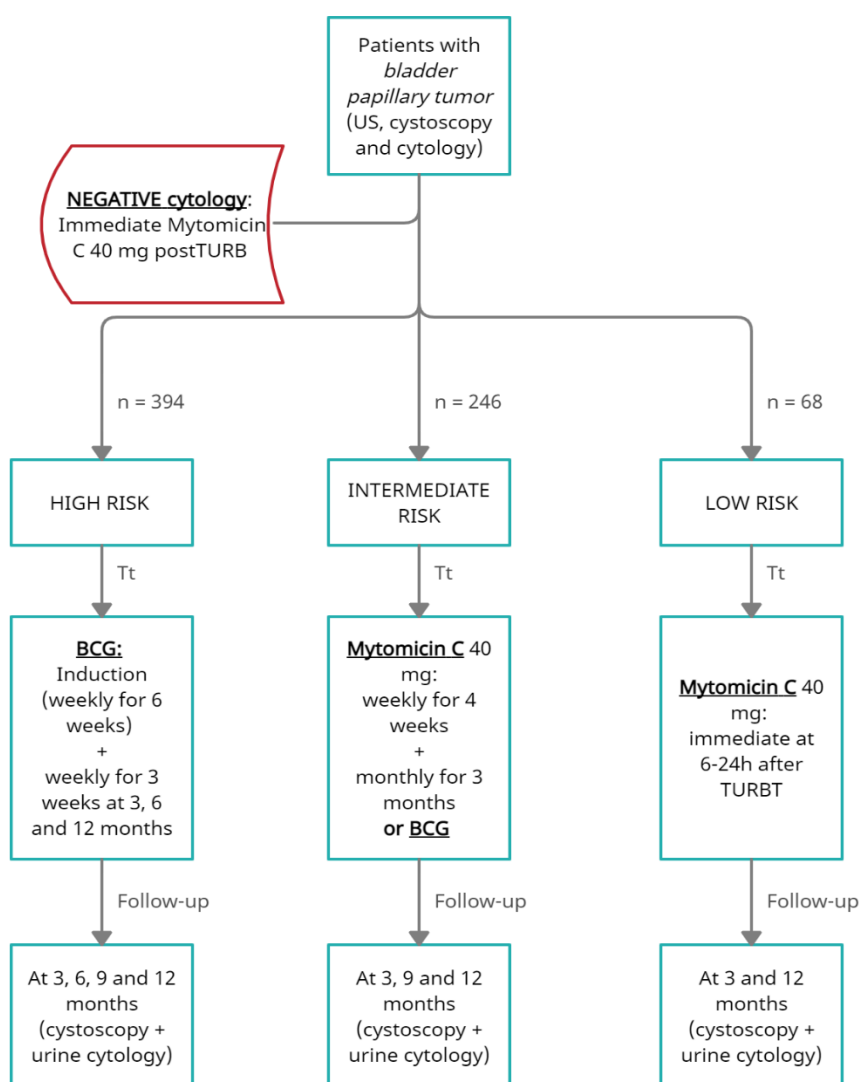 Patients with
bladder
papillary tumor
(US, cystoscopy
and cytology)
NEGATIVE cytology:
Immediate Mytomicin
C 40 mg postTURB
n = 394
n = 246
n = 68
HIGH RISK
INTERMEDIATE
RISK
LOW RISK
Tt
Tt
Tt
BCG:
Induction
(weekly for 6
weeks)
+
weekly for 3
weeks at 3, 6
and 12 months
Mytomicin C 40
mg:
weekly for 4
weeks
+
monthly for 3
months
or BCG
Mytomicin C 40
mg:
immediate at
6-24h after
TURBT
Follow-up
Follow-up
Follow-up
At 3, 6, 9 and 12
months
(cystoscopy +
urine cytology)
At 3, 9 and 12
months
(cystoscopy +
urine cytology)
At 3 and 12
months
(cystoscopy +
urine cytology)